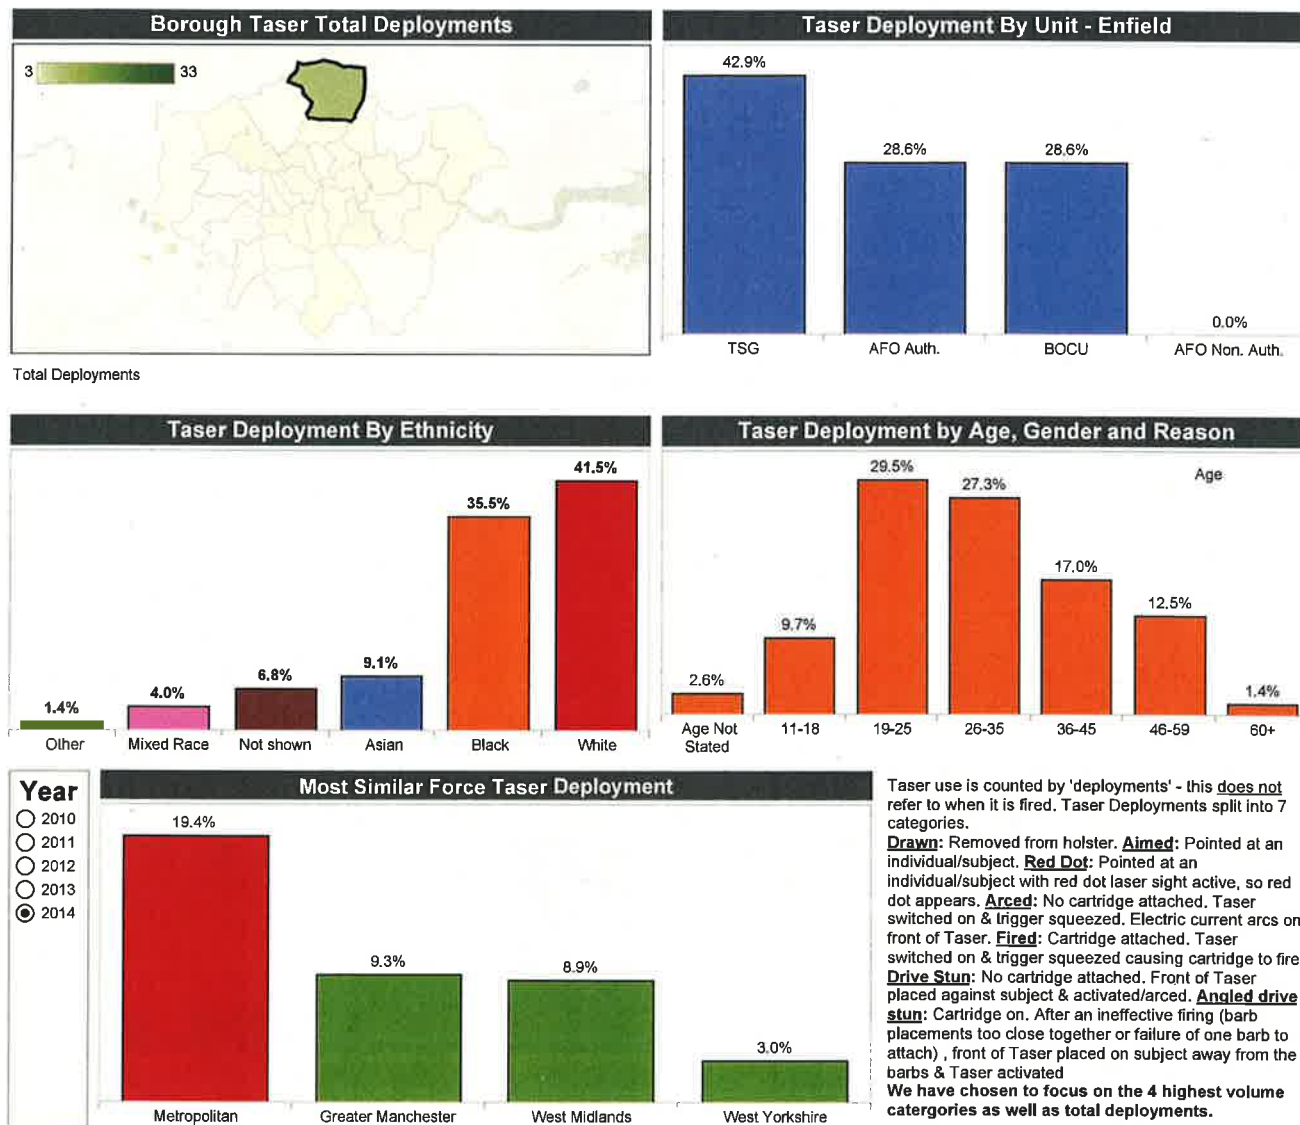 Borough Taser Total Deployments
3 33
Total Deployments
Taser Deployment By Unit - Enfield
42.9%
28.6%
28.6%
0.0%
TSG AFO Auth. BOCU AFO Non. Auth.
Taser Deployment By Ethnicity
41.5%
35.5%
9.1%
6.8%
4.0%
1.4%
Other Mixed Race Not shown Asian Black White
Taser Deployment by Age, Gender and Reason
Age
29.5%
27.3%
17.0%
12.5%
9.7%
2.6%
1.4%
Age Not 11-18 19-25 26-35 36-45 46-59 60+
Stated
Year
2010
2011
2012
2013
2014
Most Similar Force Taser Deployment
19.4%
9.3%
8.9%
3.0%
Metropolitan Greater Manchester West Midlands West Yorkshire
Taser use is counted by 'deployments' - this does not
refer to when it is fired. Taser Deployments split into 7
categories.
Drawn: Removed from holster. Aimed: Pointed at an
individual/subject. Red Dot: Pointed at an
individual/subject with red dot laser sight active, so red
dot appears. Arced: No cartridge attached. Taser
switched on & trigger squeezed. Electric current arcs on
front of Taser. Fired: Cartridge attached. Taser
switched on & trigger squeezed causing cartridge to fire
Drive Stun: No cartridge attached. Front of Taser
placed against subject & activated/arced. Angled drive
stun: Cartridge on. After an ineffective firing (barb
placements too close together or failure of one barb to
attach) , front of Taser placed on subject away from the
barbs & Taser activated
We have chosen to focus on the 4 highest volume
catergories as well as total deployments.